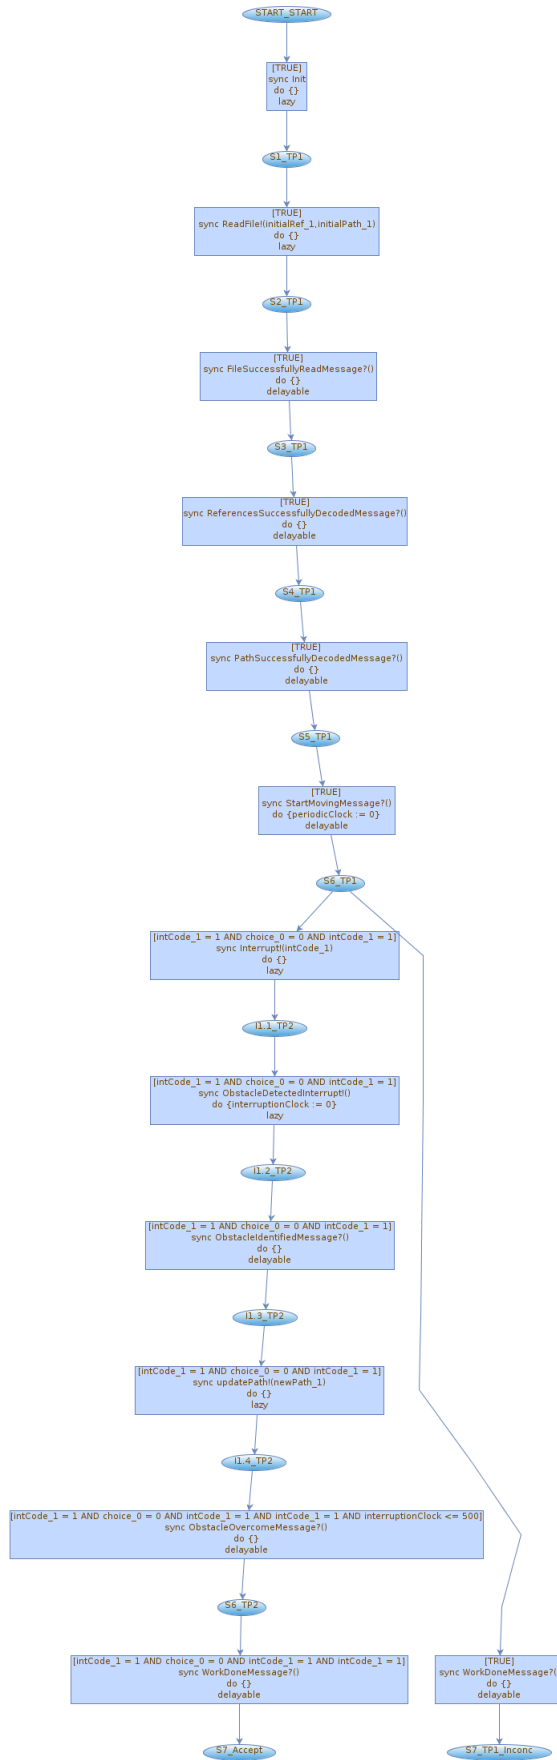 START_START
[TRUE]
sync Init
do {}
lazy
S1_TP1
[TRUE]
sync ReadFile!(initialRef_1,initialPath_1)
do {}
lazy
S2_TP1
[TRUE]
sync FileSuccessfullyReadMessage?()
do {}
delayable
S3_TP1
[TRUE]
sync ReferencesSuccessfullyDecodedMessage?()
do {}
delayable
S4_TP1
[TRUE]
sync PathSuccessfullyDecodedMessage?()
do {}
delayable
S5_TP1
[TRUE]
sync StartMovingMessage?()
do {periodicClock := 0}
delayable
S6_TP1
[intCode_1 = 1 AND choice_0 = 0 AND intCode_1 = 1]
sync Interrupt!(intCode_1)
do {}
lazy
I1.1_TP2
[intCode_1 = 1 AND choice_0 = 0 AND intCode_1 = 1]
sync ObstacleDetectedInterrupt!()
do {interruptionClock := 0}
lazy
I1.2_TP2
[intCode_1 = 1 AND choice_0 = 0 AND intCode_1 = 1]
sync ObstacleIdentifiedMessage?()
do {}
delayable
I1.3_TP2
[intCode_1 = 1 AND choice_0 = 0 AND intCode_1 = 1]
sync updatePath!(newPath_1)
do {}
lazy
I1.4_TP2
[intCode_1 = 1 AND choice_0 = 0 AND intCode_1 = 1 AND intCode_1 = 1 AND interruptionClock <= 500]
sync ObstacleOvercomeMessage?()
do {}
delayable
S6_TP2
[intCode_1 = 1 AND choice_0 = 0 AND intCode_1 = 1 AND intCode_1 = 1]
sync WorkDoneMessage?()
do {}
delayable
S7_Accept
[TRUE]
sync WorkDoneMessage?(
do {}
delayable
S7_TP1_Inconc